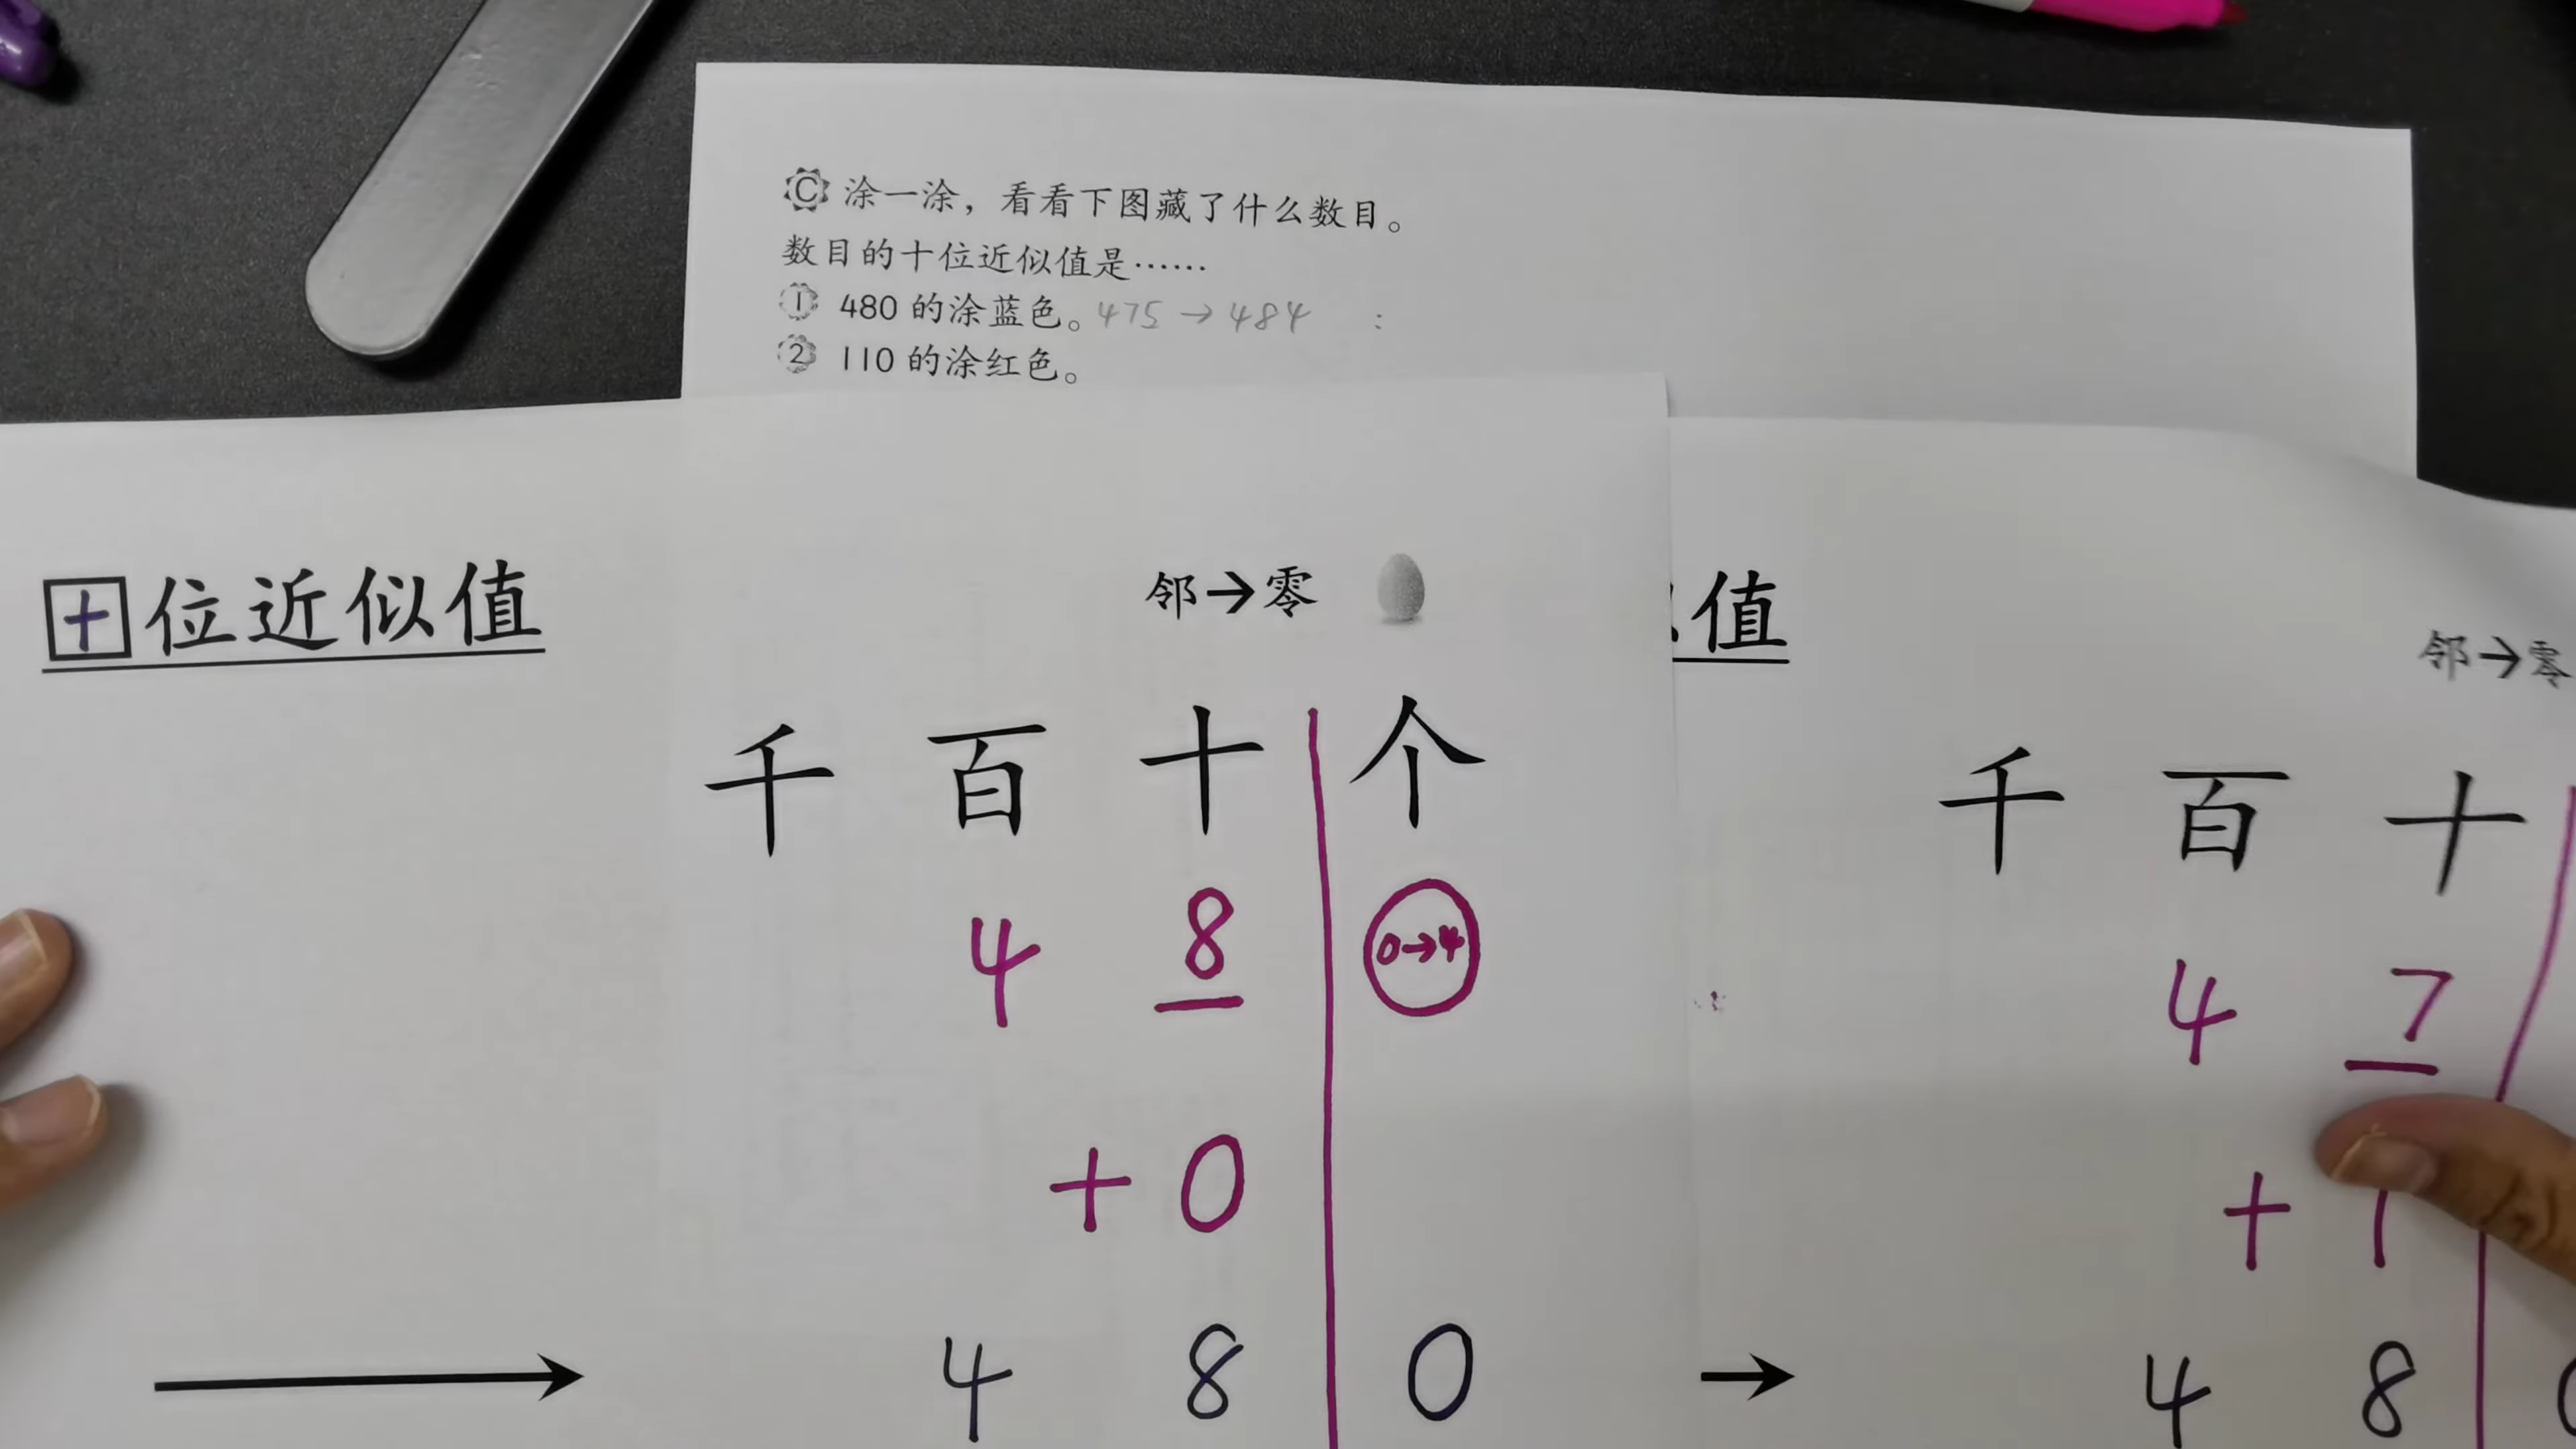 C 涂一涂，看看下图藏了什么数目。
数目的十位近似值是……
① 480 的涂蓝色。475 → 484 :
② 110 的涂红色。
十位近似值
邻→零
千 百 十 个
4 8 0→4
+ 0
→ 4 8 0
值
邻→零
千 百 十
4 7
+ 1
→ 4 8